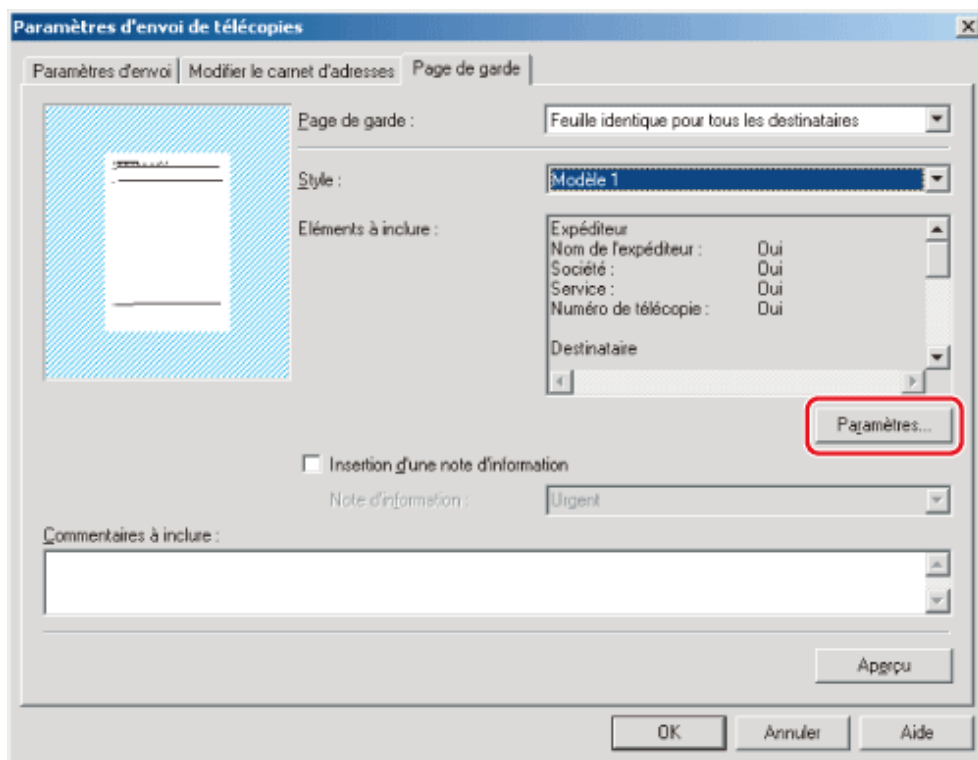 Paramètres d'envoi de télécopies
Paramètres d'envoi
Modifier le carnet d'adresses
Page de garde
Page de garde :
Feuille identique pour tous les destinataires
Style :
Modèle 1
Eléments à inclure :
Expéditeur
Nom de l'expéditeur : Oui
Société : Oui
Service : Oui
Numéro de télécopie : Oui
Destinataire
Paramètres...
Insertion d'une note d'information
Note d'information :
Urgent
Commentaires à inclure :
Aperçu
OK
Annuler
Aide